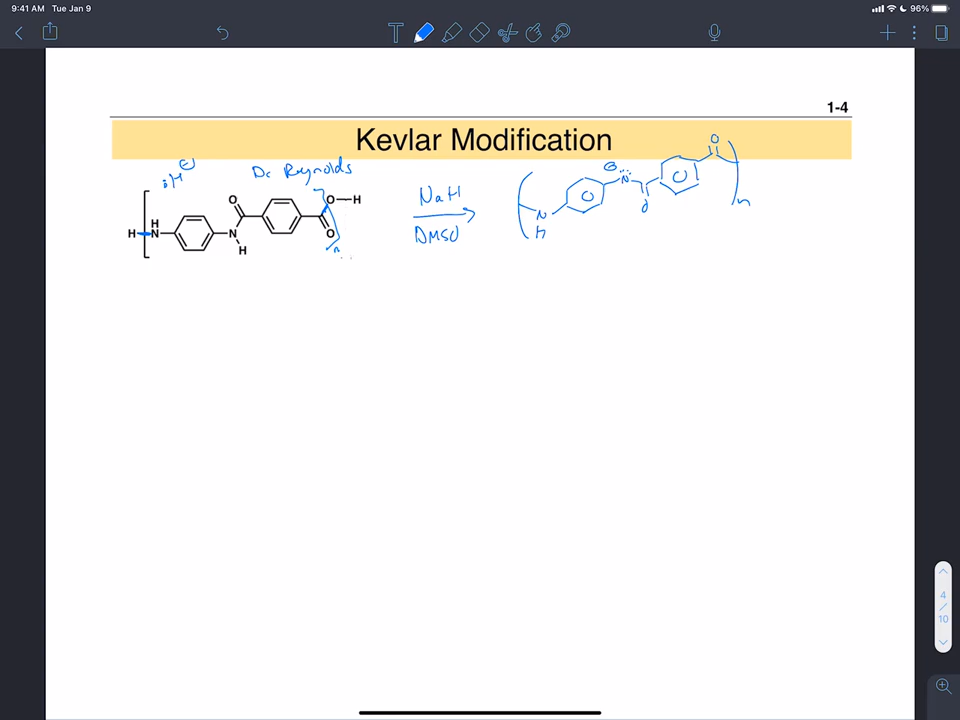 9:41 AM Tue Jan 9
96%
T
1-4
Kevlar Modification
:H⊖
Dr Reynolds
H
H
N
O
N
H
O
O
H
n
NaH
DMSO
N
H
⊖
N
O
O
n
4
/
10